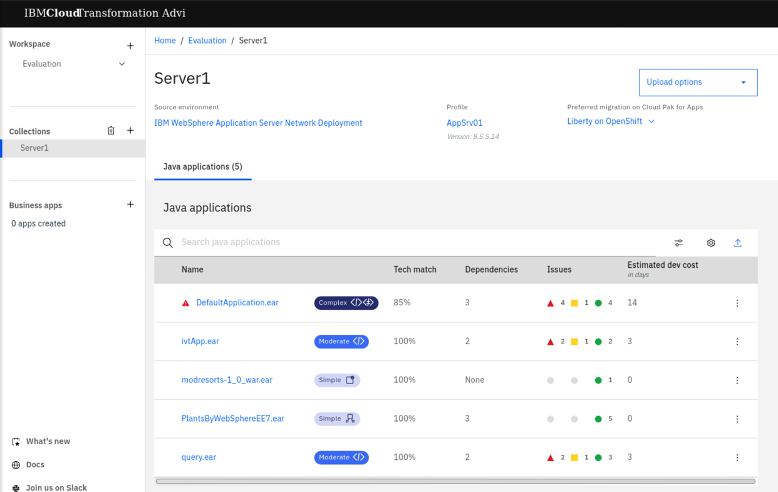 IBM Cloud Transformation Advi
Workspace
Evaluation
Collections
Server1
Business apps
0 apps created
What's new
Docs
Join us on Slack
Home / Evaluation / Server1
Server1
Upload options
Source environment
IBM WebSphere Application Server Network Deployment
Profile
AppSrv01
Version: 8.5.5.14
Preferred migration on Cloud Pak for Apps
Liberty on OpenShift
Java applications (5)
Java applications
Search java applications
Name Tech match Dependencies Issues Estimated dev cost
in days
DefaultApplication.ear Complex 85% 3 4 1 4 14
ivtApp.ear Moderate 100% 2 2 1 2 3
modresorts-1_0_war.ear Simple 100% None 1 0
PlantsByWebSphereEE7.ear Simple 100% 3 5 0
query.ear Moderate 100% 2 2 1 3 3